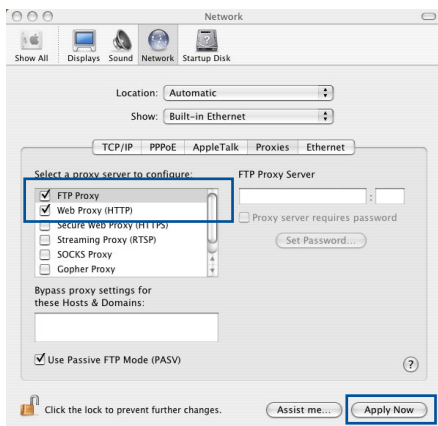 Network
Show All Displays Sound Network Startup Disk
Location: Automatic
Show: Built-in Ethernet
TCP/IP PPPoE AppleTalk Proxies Ethernet
Select a proxy server to configure: FTP Proxy Server
FTP Proxy :
Web Proxy (HTTP) Proxy server requires password
Secure Web Proxy (HTTPS)
Streaming Proxy (RTSP) Set Password...
SOCKS Proxy
Gopher Proxy
Bypass proxy settings for
these Hosts & Domains:
Use Passive FTP Mode (PASV) ?
Click the lock to prevent further changes. Assist me... Apply Now